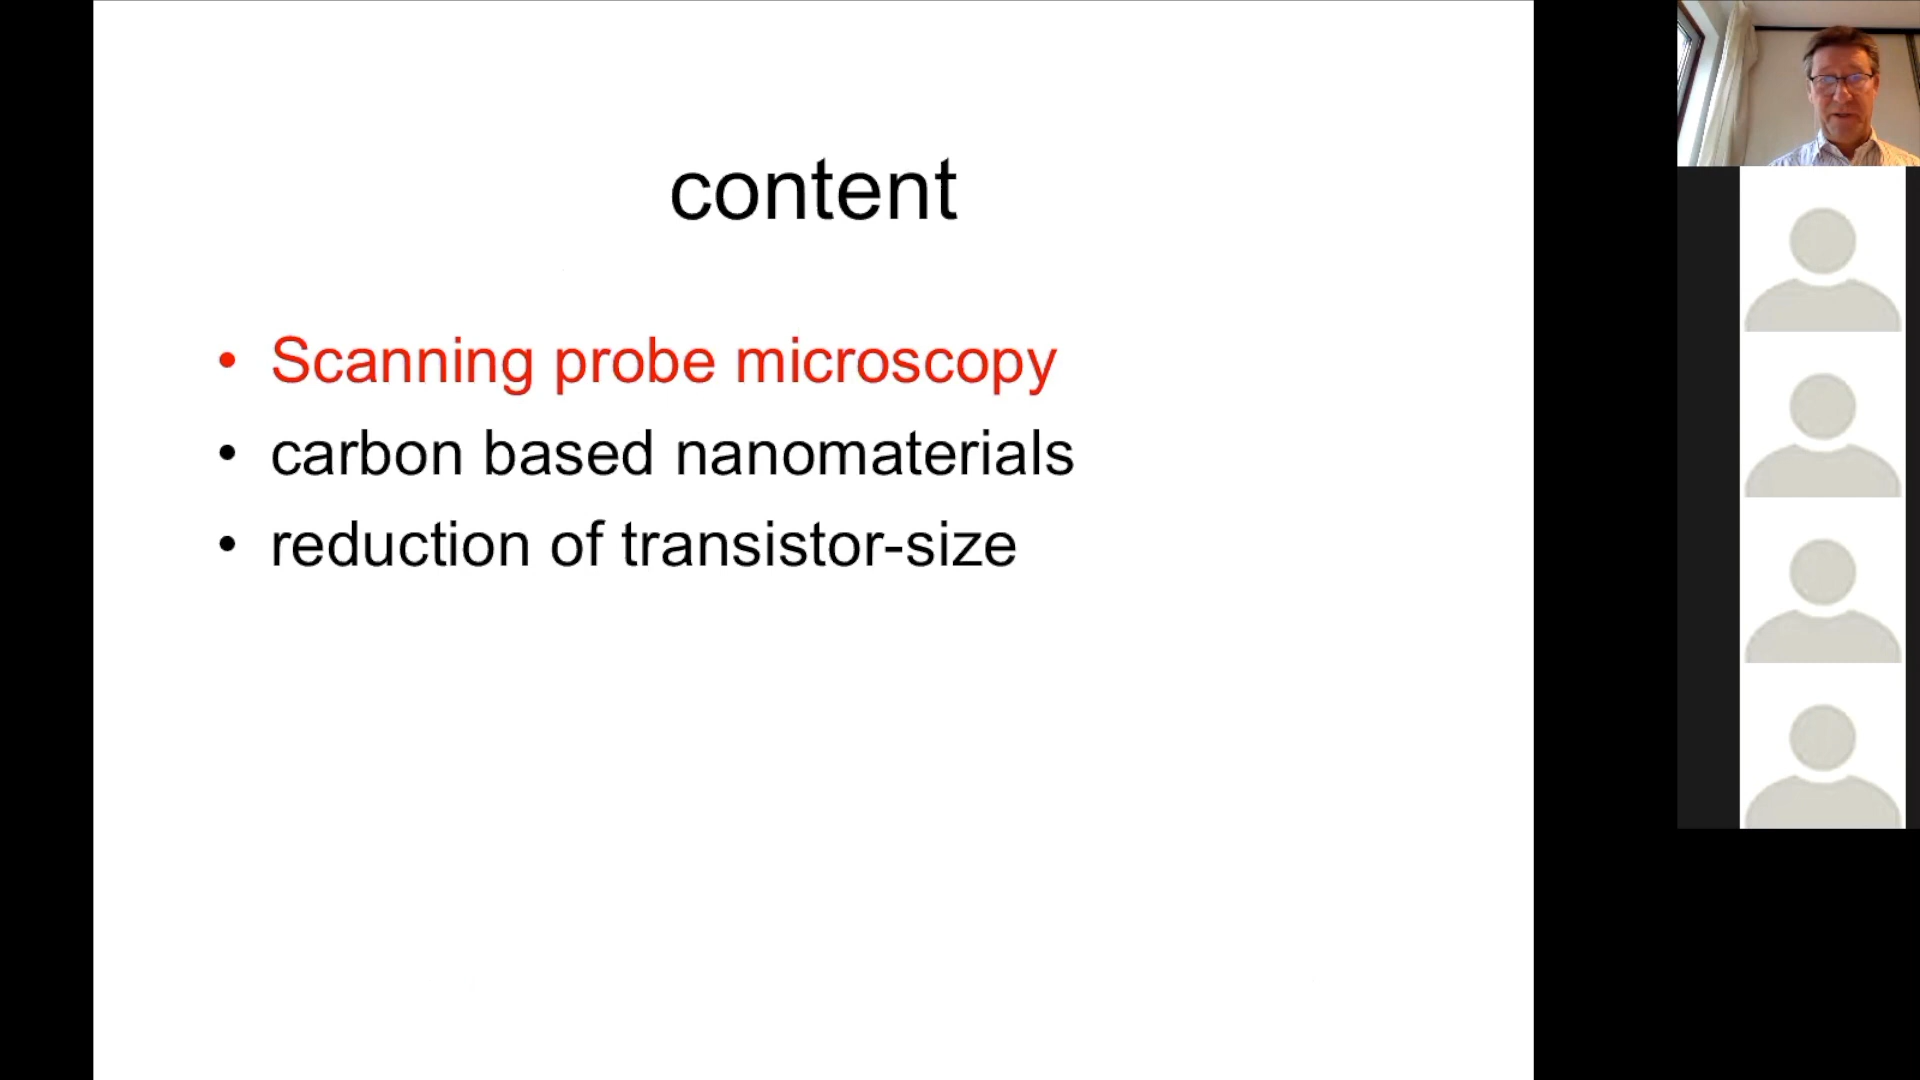 content
• Scanning probe microscopy
• carbon based nanomaterials
• reduction of transistor-size